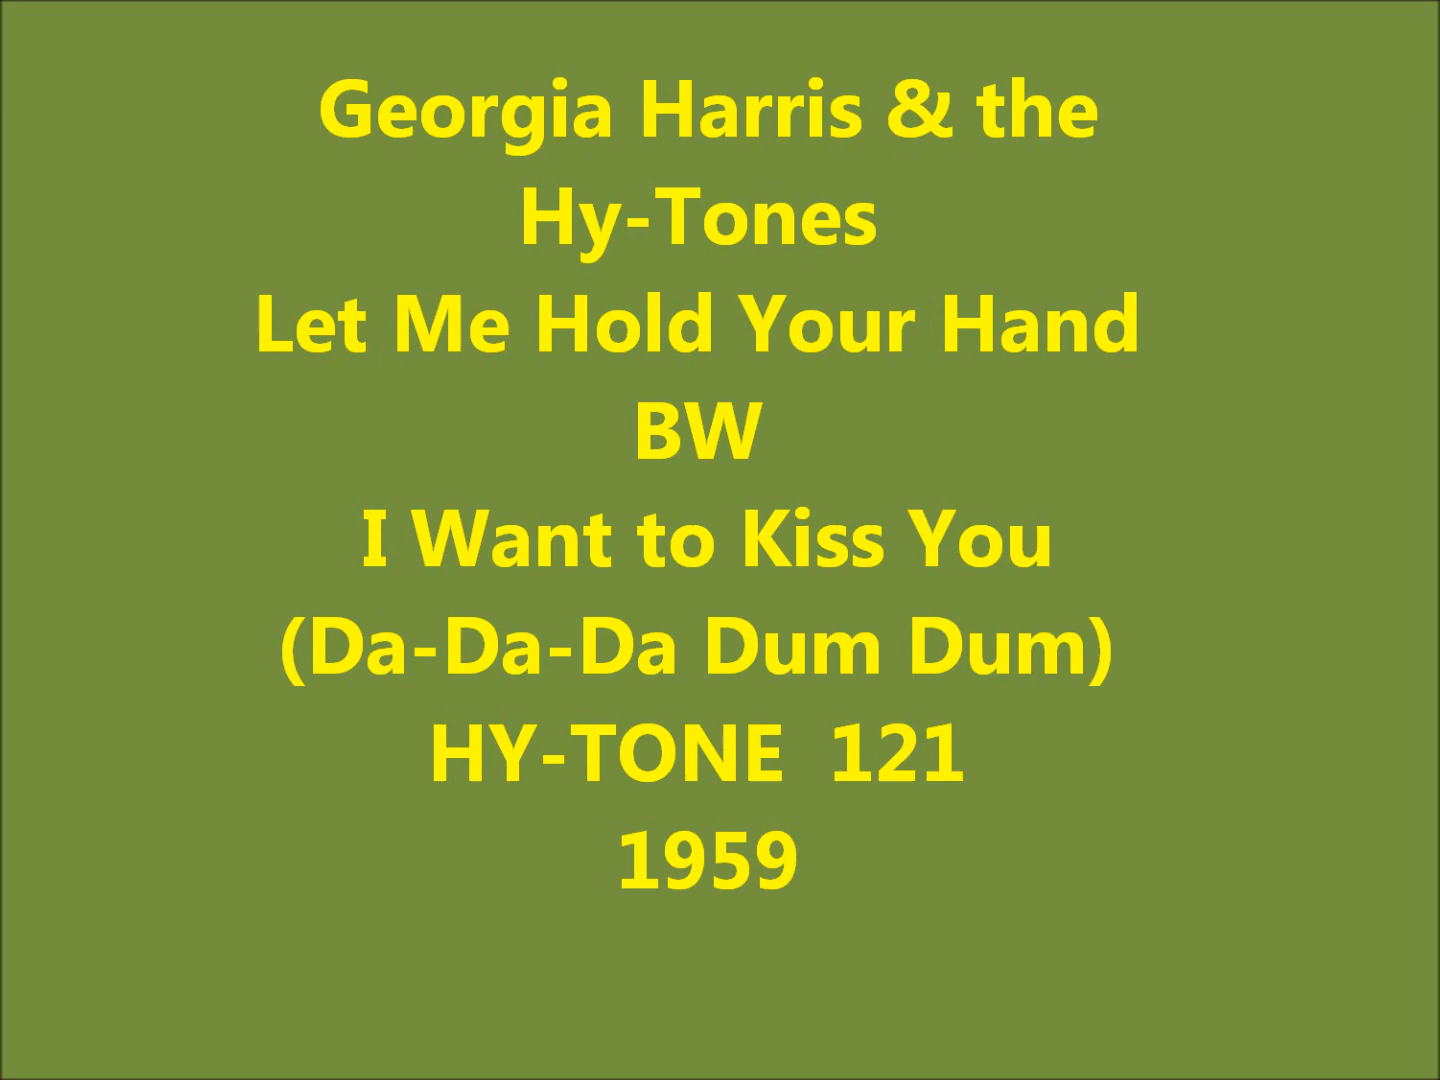 Georgia Harris & the
Hy-Tones
Let Me Hold Your Hand
BW
I Want to Kiss You
(Da-Da-Da Dum Dum)
HY-TONE  121
1959